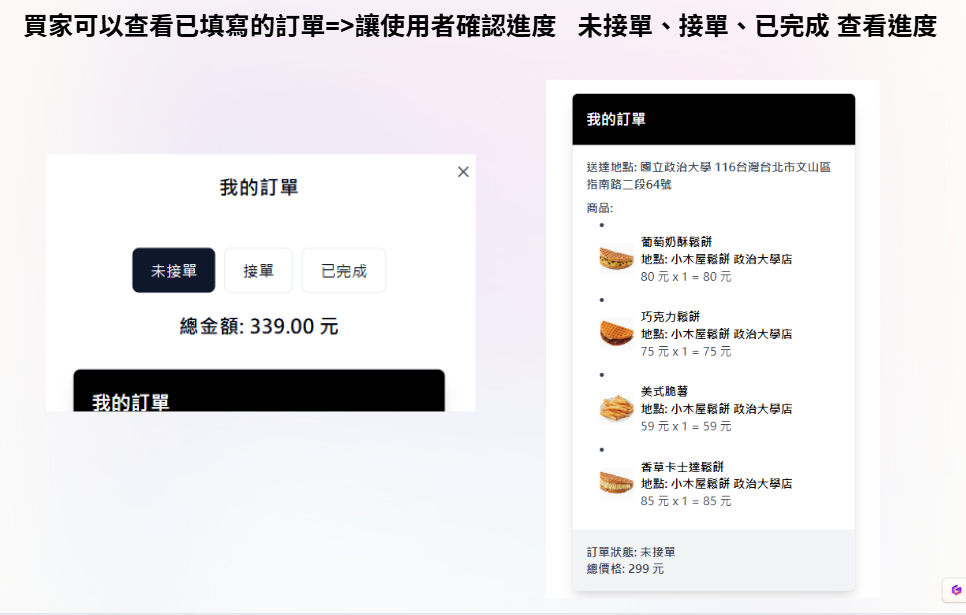 買家可以查看已填寫的訂單=>讓使用者確認進度 未接單、接單、已完成 查看進度
我的訂單
未接單 接單 已完成
總金額: 339.00 元
我的訂單
我的訂單
送達地點: 國立政治大學 116台灣台北市文山區
指南路二段64號
商品:
葡萄奶酥鬆餅
地點: 小木屋鬆餅 政治大學店
80 元 x 1 = 80 元
巧克力鬆餅
地點: 小木屋鬆餅 政治大學店
75 元 x 1 = 75 元
美式脆薯
地點: 小木屋鬆餅 政治大學店
59 元 x 1 = 59 元
香草卡士達鬆餅
地點: 小木屋鬆餅 政治大學店
85 元 x 1 = 85 元
訂單狀態: 未接單
總價格: 299 元